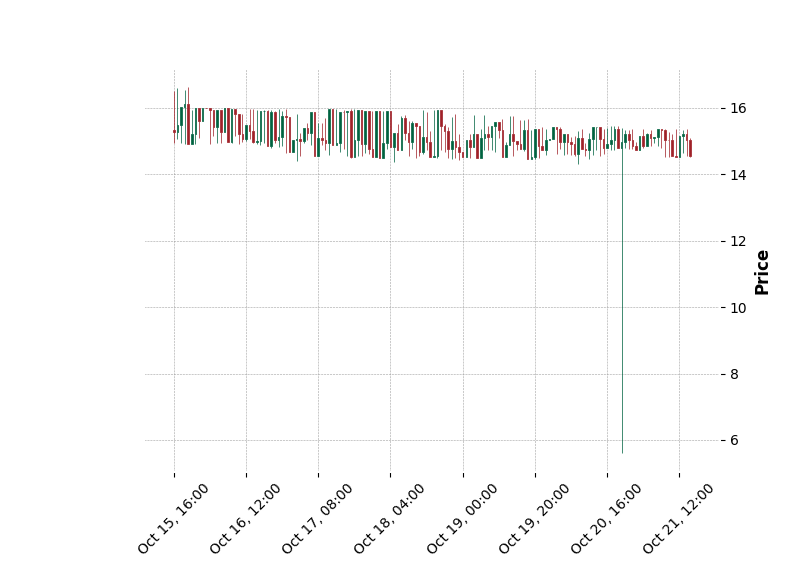 16
14
12
10
8
6
Price
Oct 15, 16:00
Oct 16, 12:00
Oct 17, 08:00
Oct 18, 04:00
Oct 19, 00:00
Oct 19, 20:00
Oct 20, 16:00
Oct 21, 12:00